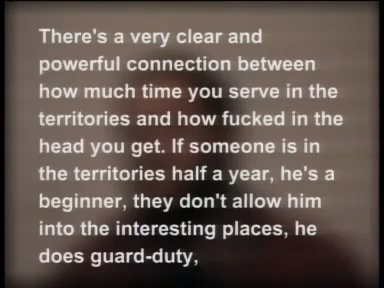 There's a very clear and
powerful connection between
how much time you serve in the
territories and how fucked in the
head you get. If someone is in
the territories half a year, he's a
beginner, they don't allow him
into the interesting places, he
does guard-duty,